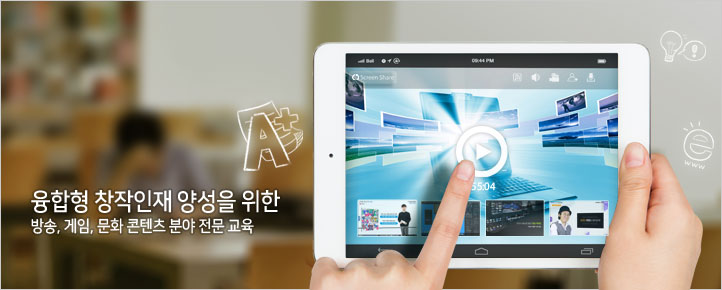 Bell
09:44 PM
Screen Share
A+
55:04
e
www
융합형 창작인재 양성을 위한
방송, 게임, 문화 콘텐츠 분야 전문 교육